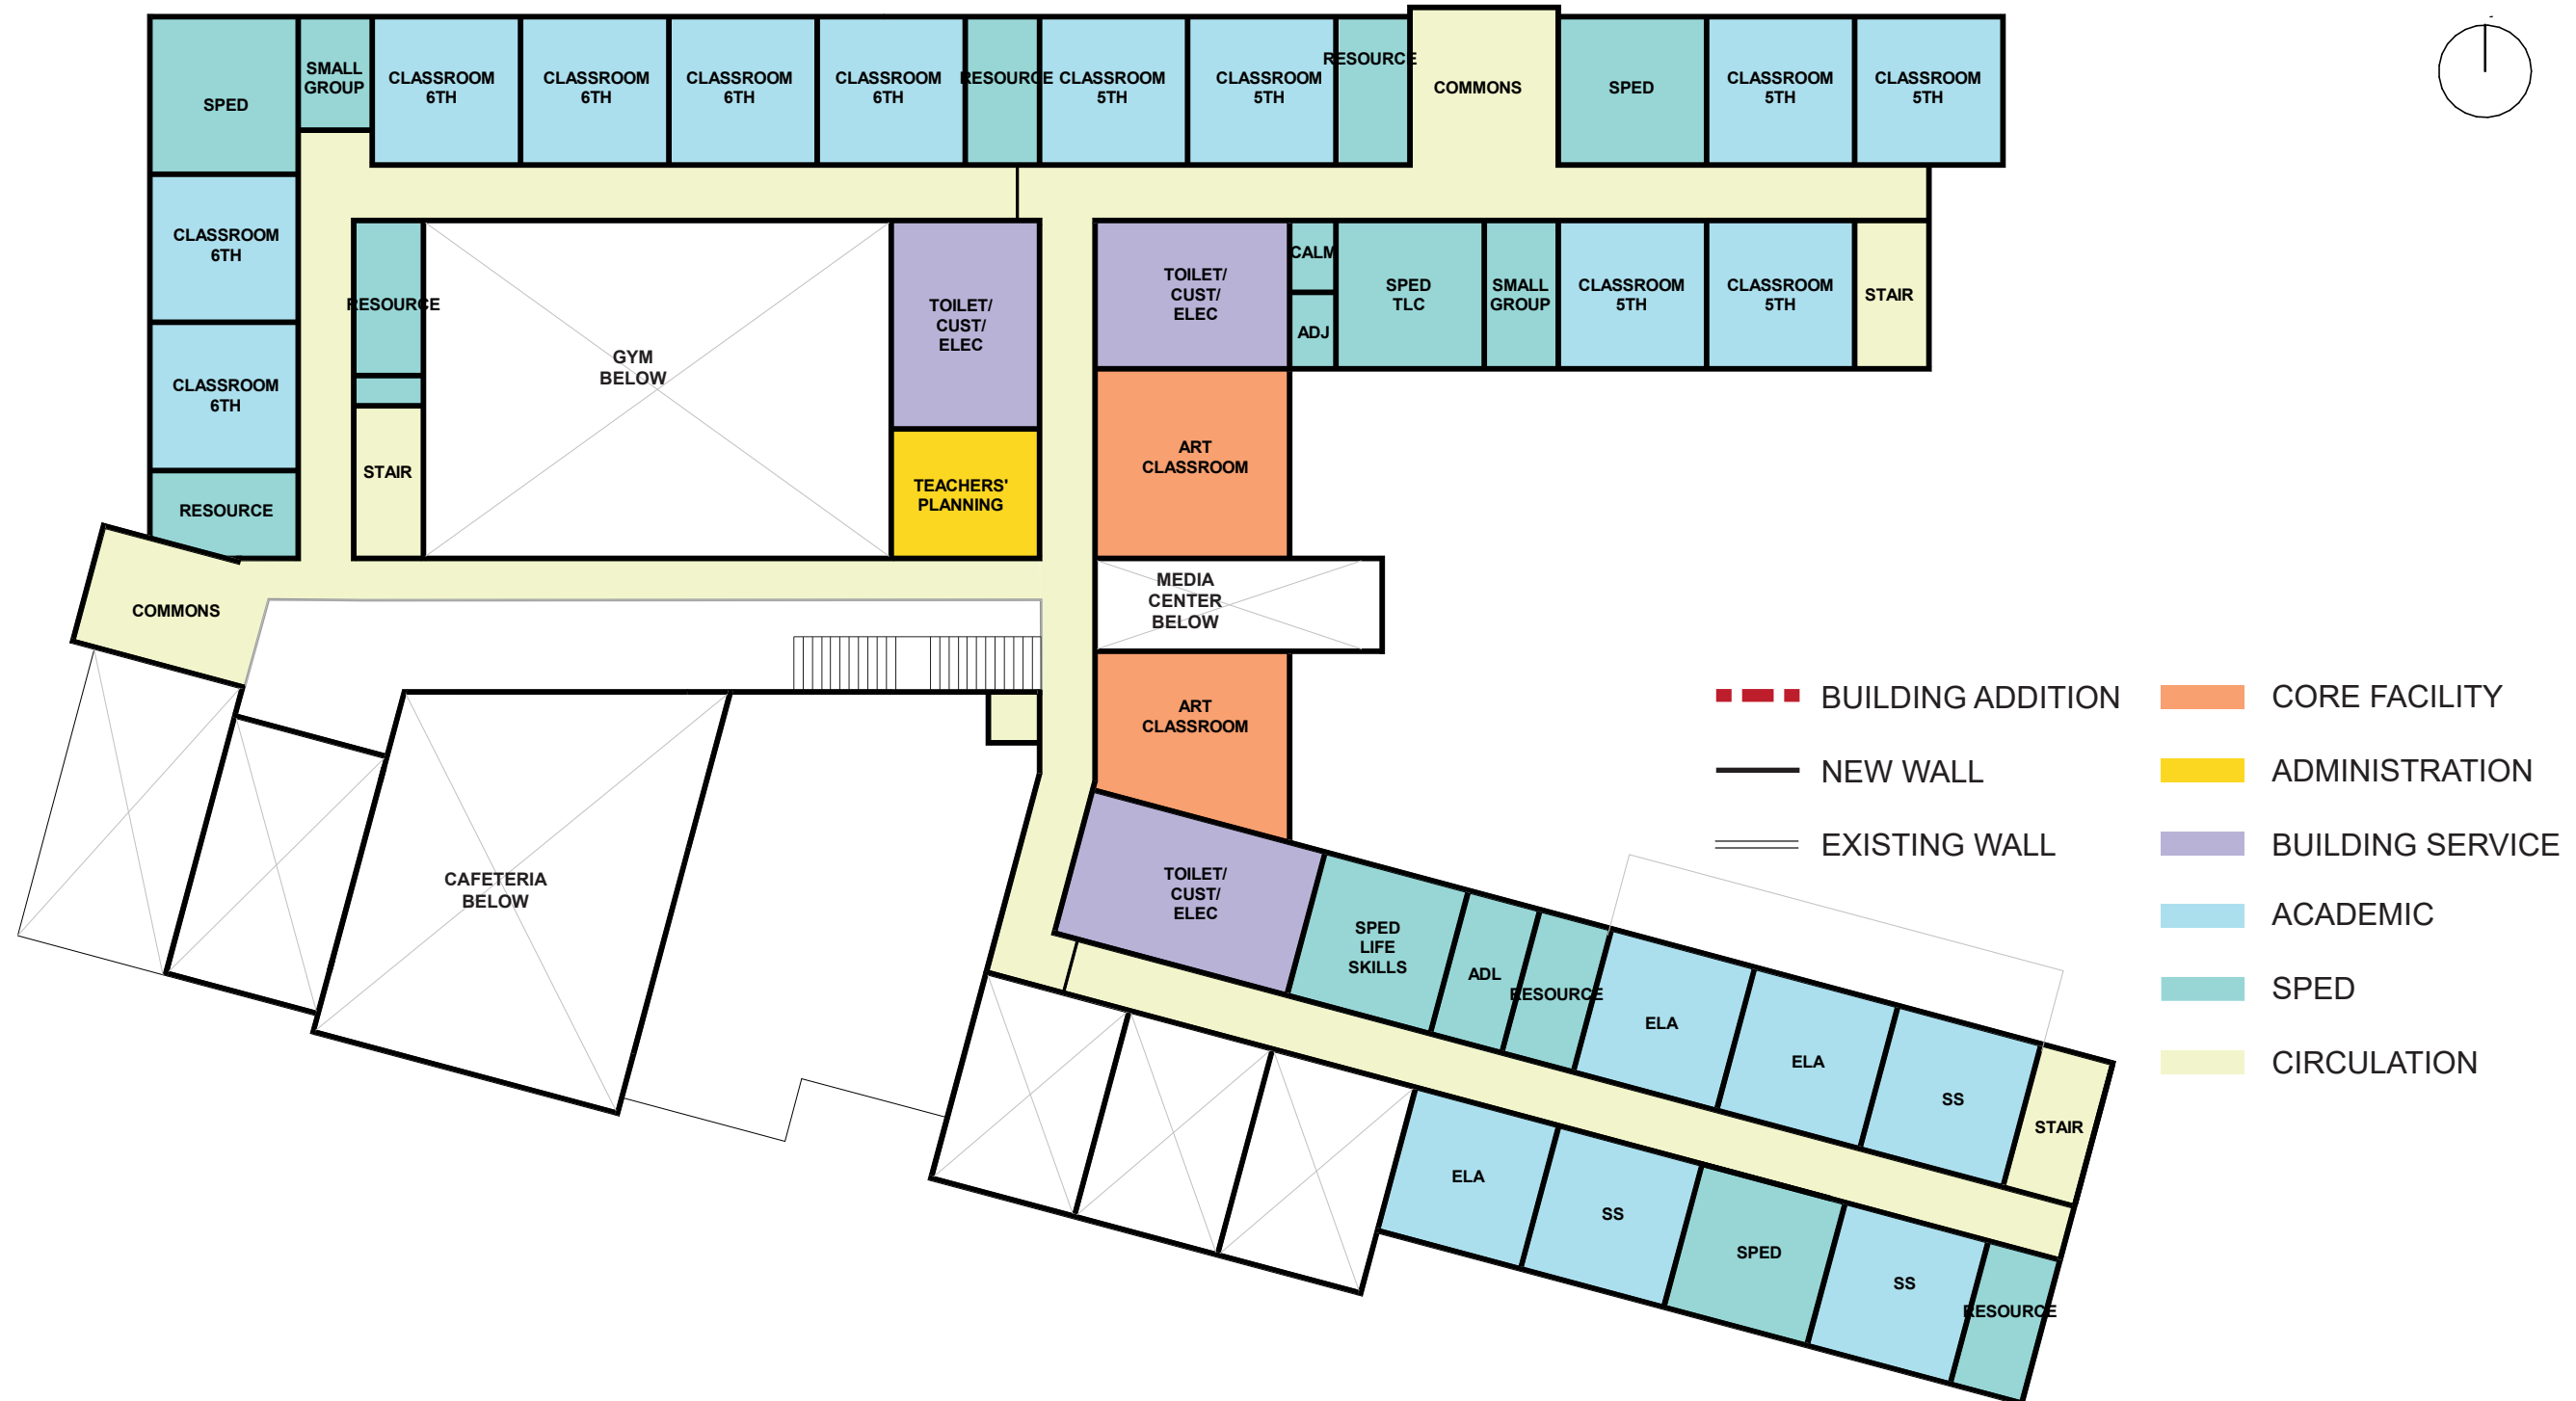 SPED
SMALL
GROUP
CLASSROOM
6TH
CLASSROOM
6TH
CLASSROOM
6TH
CLASSROOM
6TH
RESOURCE
CLASSROOM
5TH
CLASSROOM
5TH
RESOURCE
COMMONS
SPED
CLASSROOM
5TH
CLASSROOM
5TH
CLASSROOM
6TH
RESOURCE
GYM
BELOW
TOILET/
CUST/
ELEC
TOILET/
CUST/
ELEC
CALM
ADJ
SPED
TLC
SMALL
GROUP
CLASSROOM
5TH
CLASSROOM
5TH
STAIR
CLASSROOM
6TH
STAIR
TEACHERS'
PLANNING
ART
CLASSROOM
RESOURCE
COMMONS
MEDIA
CENTER
BELOW
ART
CLASSROOM
CAFETERIA
BELOW
TOILET/
CUST/
ELEC
SPED
LIFE
SKILLS
ADL
RESOURCE
ELA
ELA
SS
STAIR
ELA
SS
SPED
SS
RESOURCE
BUILDING ADDITION
NEW WALL
EXISTING WALL
CORE FACILITY
ADMINISTRATION
BUILDING SERVICE
ACADEMIC
SPED
CIRCULATION